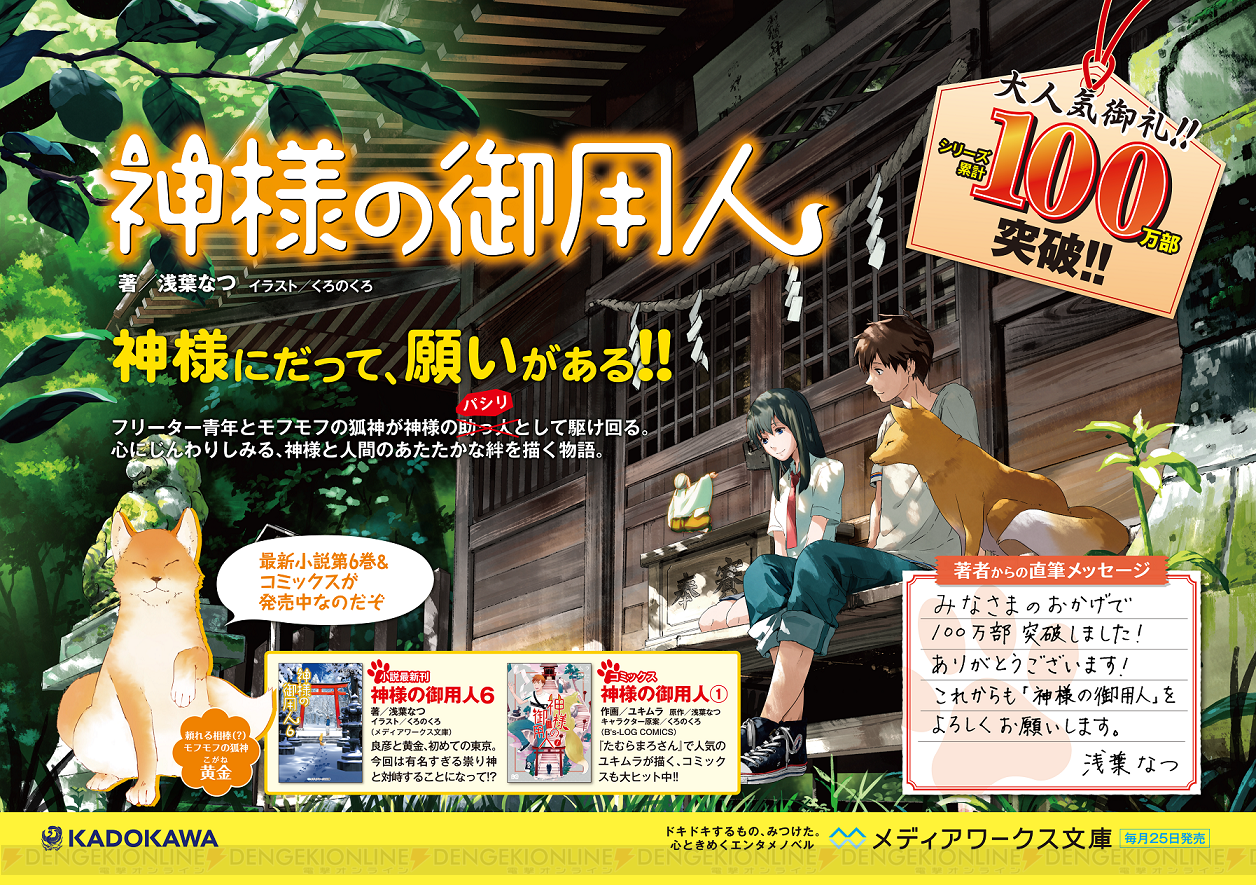 神様の御用人
著／浅葉なつ イラスト／くろのくろ
大人気御礼!!
シリーズ
累計
100万部
突破!!
神様にだって、願いがある!!
パシリ
フリーター青年とモフモフの狐神が神様の助っ人として駆け回る。
心にじんわりしみる、神様と人間のあたたかな絆を描く物語。
最新小説第6巻&
コミックスが
発売中なのだぞ
頼れる相棒(?)
モフモフの狐神
こがね
黄金
神様の御用人6
小説最新刊
神様の御用人6
著／浅葉なつ
イラスト／くろのくろ
(メディアワークス文庫)
良彦と黄金、初めての東京。
今回は有名すぎる祟り神
と対峙することになって!?
神様の御用人
コミックス
神様の御用人①
作画／ユキムラ 原作／浅葉なつ
キャラクター原案／くろのくろ
(B's-LOG COMICS)
『たむらまろさん』で人気の
ユキムラが描く、コミック
スも大ヒット中!!
奉
著者からの直筆メッセージ
みなさまのおかげで
100万部突破しました!
ありがとうございます!
これからも「神様の御用人」を
よろしくお願いします。
浅葉なつ
KADOKAWA
ドキドキするもの、みつけた。
心ときめくエンタメノベル
メディアワークス文庫
毎月25日発売
DENGEKIONLINE DENGEKIONLINE DENGEKIONLINE DENGEKIONLINE DENGEKIONLINE DENGEKIONLINE